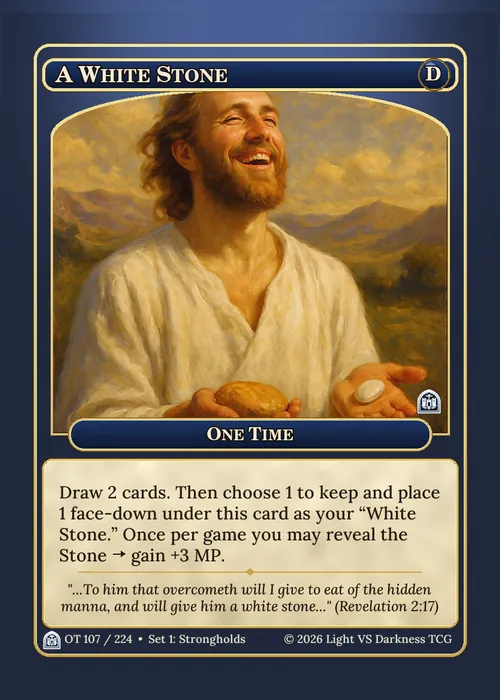 A WHITE STONE
D
ONE TIME
Draw 2 cards. Then choose 1 to keep and place
1 face-down under this card as your “White
Stone.” Once per game you may reveal the
Stone → gain +3 MP.
"...To him that overcometh will I give to eat of the hidden
manna, and will give him a white stone..." (Revelation 2:17)
OT 107 / 224 • Set 1: Strongholds
© 2026 Light VS Darkness TCG